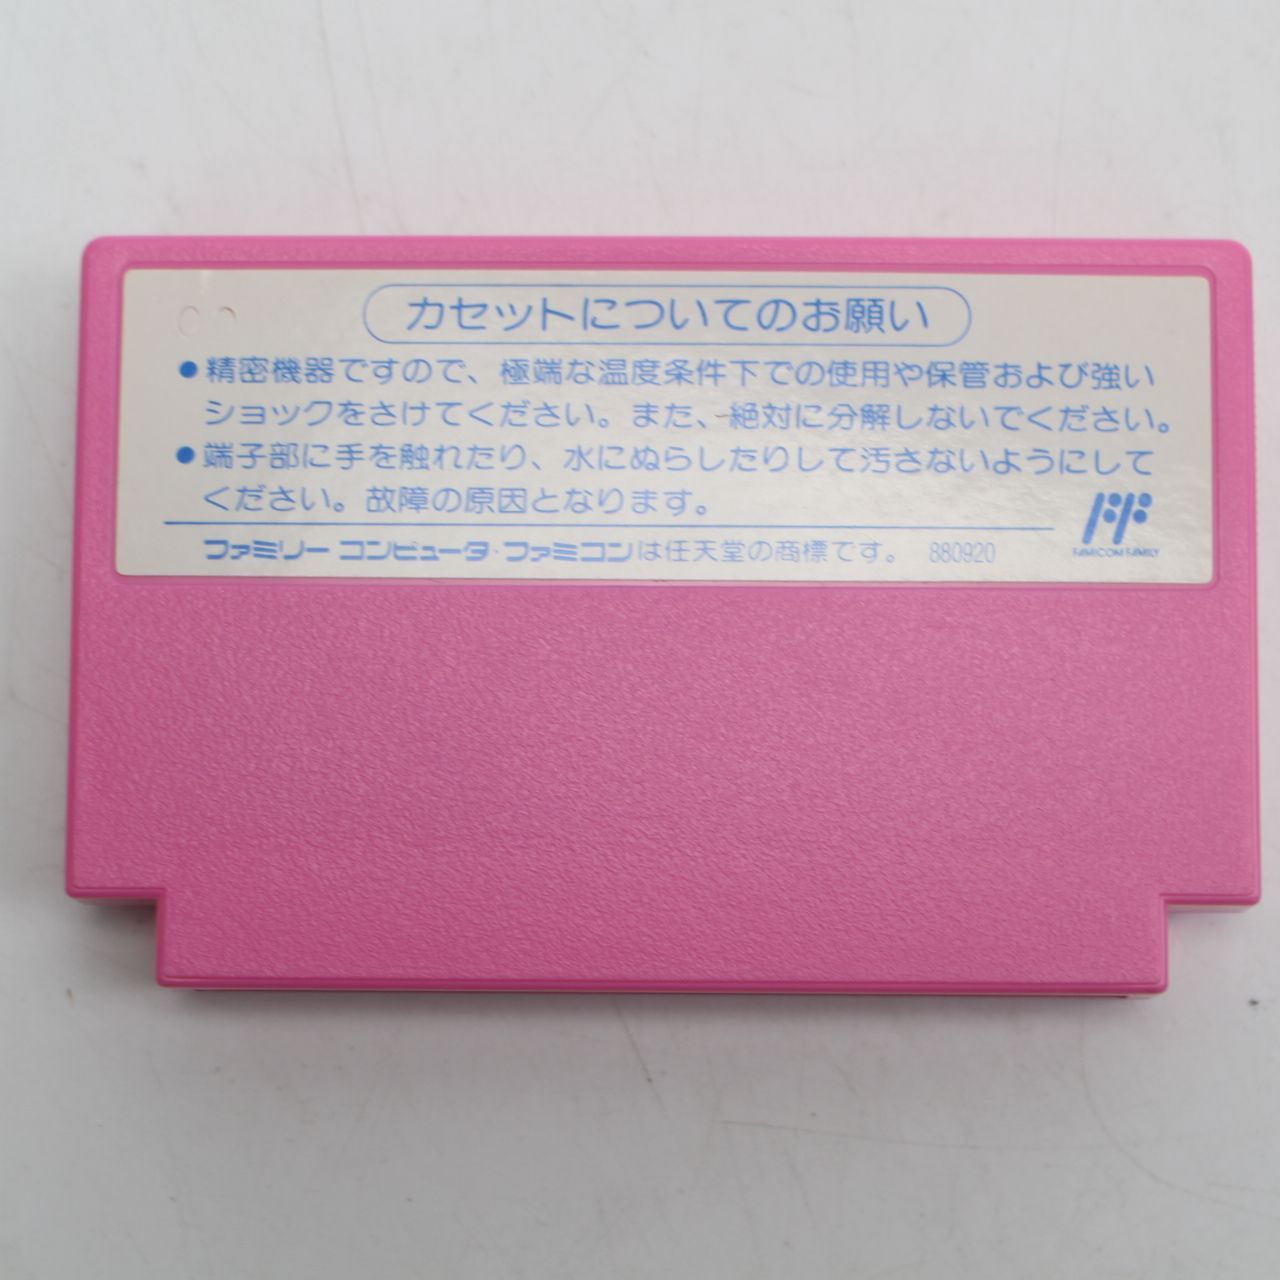 カセットについてのお願い
●精密機器ですので、極端な温度条件下での使用や保管および強い
ショックをさけてください。また、絶対に分解しないでください。
●端子部に手を触れたり、水にぬらしたりして汚さないようにして
ください。故障の原因となります。
ファミリー コンピュータ・ファミコンは任天堂の商標です。 880920
FAMICOM FAMILY